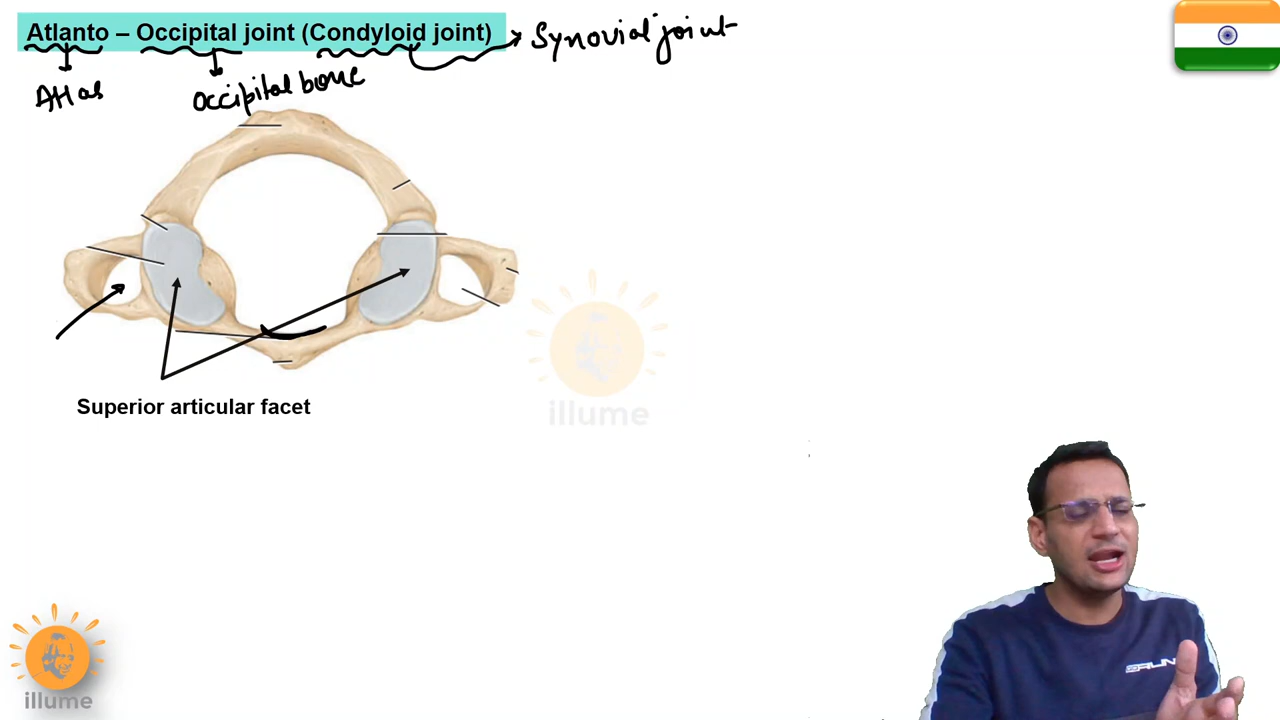 Atlanto – Occipital joint (Condyloid joint)
Synovial joint
Atlas
Occipital bone
Superior articular facet
illume
illume